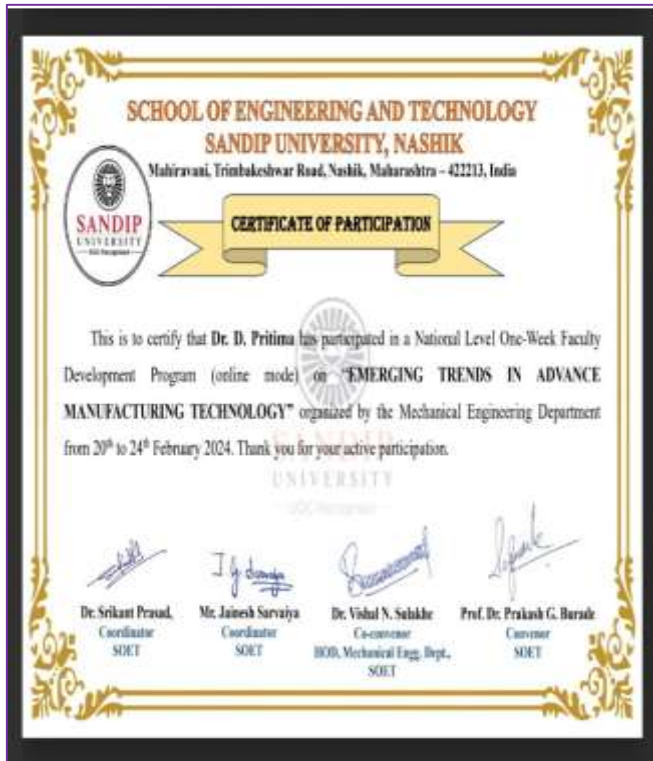 SCHOOL OF ENGINEERING AND TECHNOLOGY
SANDIP UNIVERSITY, NASHIK
Mahiravani, Trimbakeshwar Road, Nashik, Maharashtra – 422213, India
SANDIP
UNIVERSITY
CERTIFICATE OF PARTICIPATION
This is to certify that Dr. D. Pritima has participated in a National Level One-Week Faculty
Development Program (online mode) on "EMERGING TRENDS IN ADVANCE
MANUFACTURING TECHNOLOGY" organized by the Mechanical Engineering Department
from 20th to 24th February 2024. Thank you for your active participation.
SANDIP
UNIVERSITY
Dr. Srikant Prasad, Mr. Jainesh Sarvaiya Dr. Vishal N. Sulakhe Prof. Dr. Prakash G. Burade
Coordinator Coordinator Co-convenor Convenor
SOET SOET HOD, Mechanical Engg. Dept., SOET
SOET